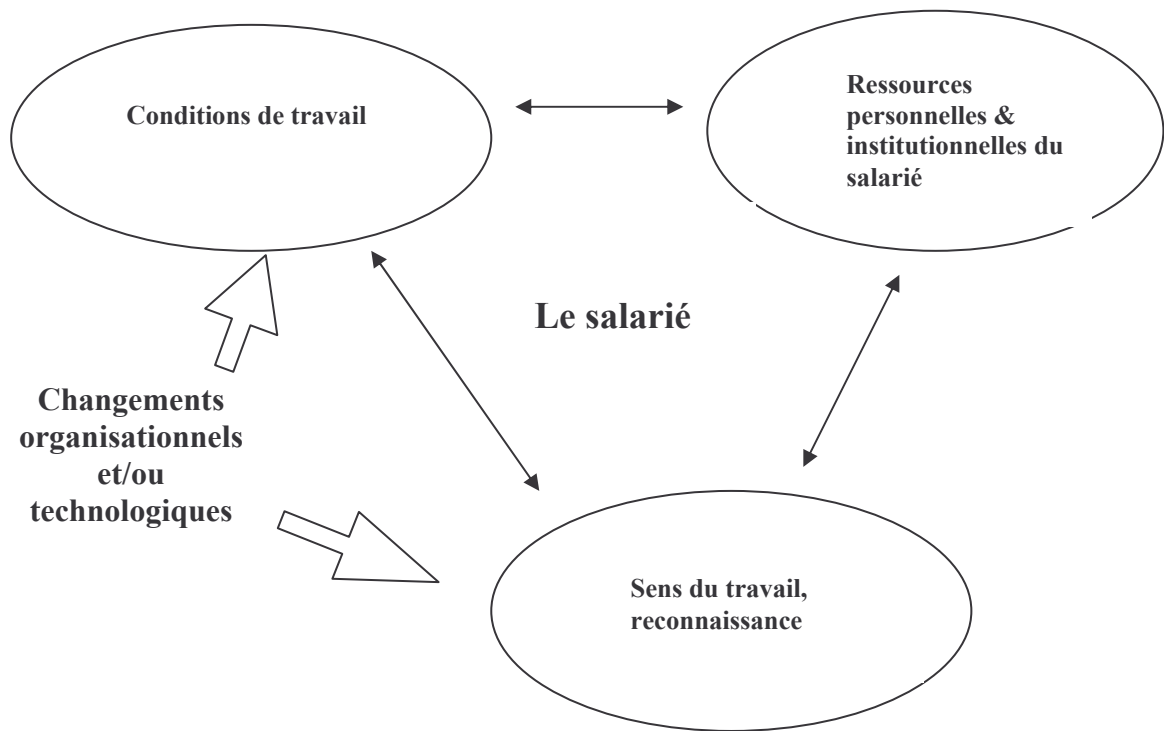 Conditions de travail
Ressources
personnelles &
institutionnelles du
salarié
Le salarié
Changements
organisationnels
et/ou
technologiques
Sens du travail,
reconnaissance